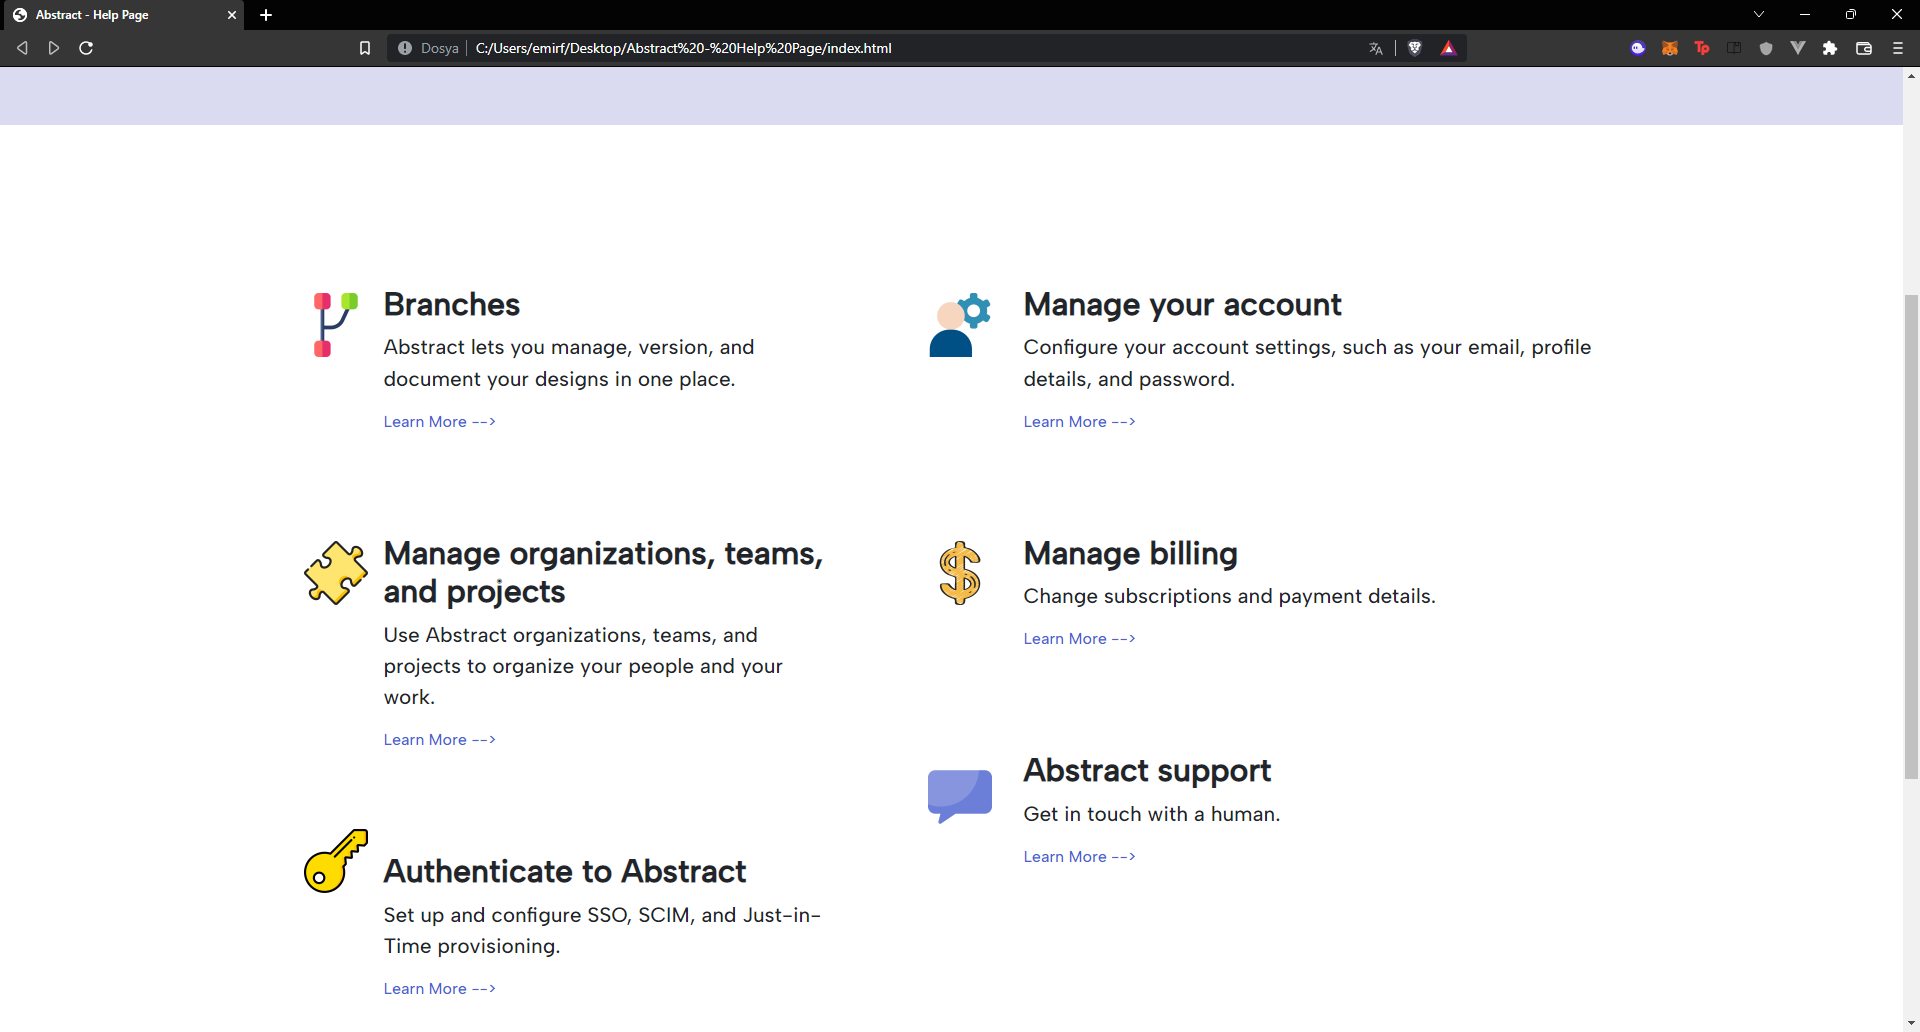 Abstract - Help Page
Dosya
C:/Users/emirf/Desktop/Abstract%20-%20Help%20Page/index.html
Tp
Branches
Abstract lets you manage, version, and
document your designs in one place.
Learn More -->
Manage your account
Configure your account settings, such as your email, profile
details, and password.
Learn More -->
Manage organizations, teams,
and projects
Use Abstract organizations, teams, and
projects to organize your people and your
work.
Learn More -->
Manage billing
Change subscriptions and payment details.
Learn More -->
Abstract support
Get in touch with a human.
Learn More -->
Authenticate to Abstract
Set up and configure SSO, SCIM, and Just-in-
Time provisioning.
Learn More -->